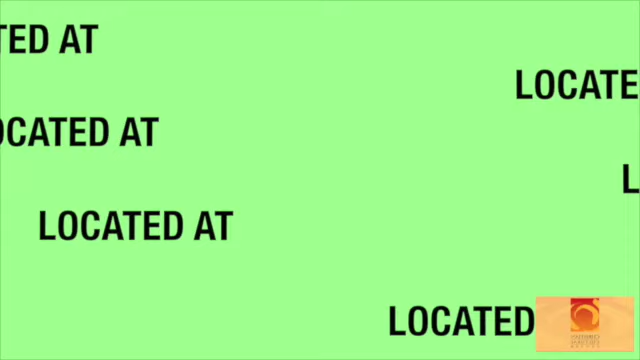 TED AT
LOCATE
OCATED AT
L
LOCATED AT
LOCATED